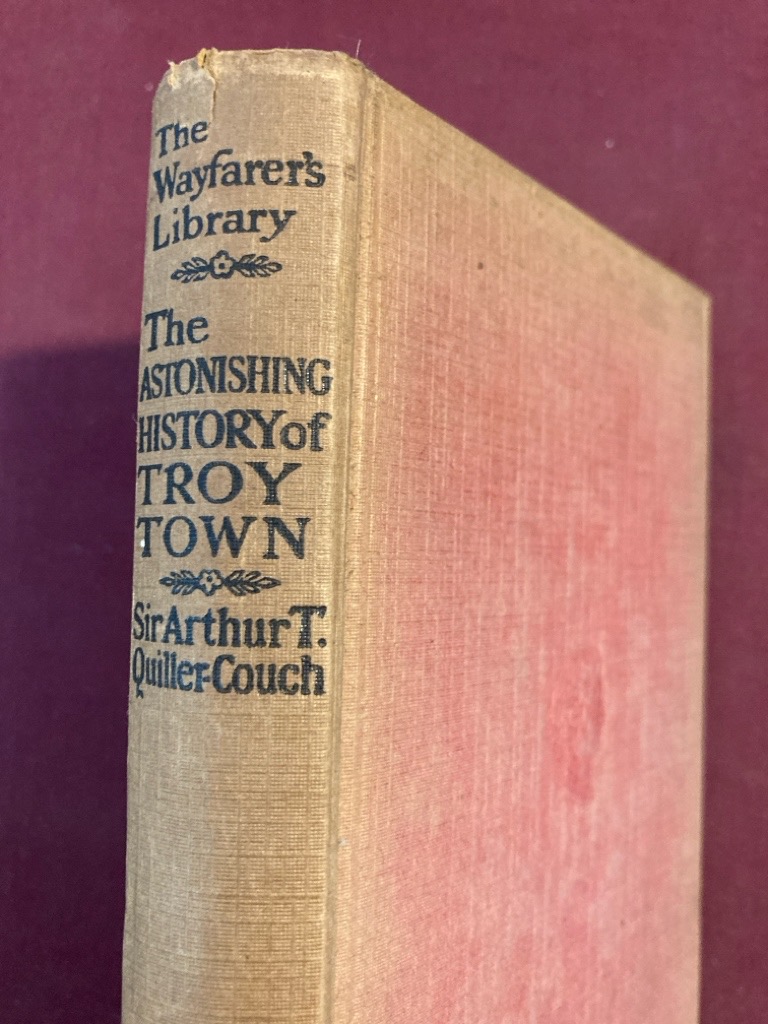 The
Wayfarer's
Library
The
ASTONISHING
HISTORY of
TROY
TOWN
Sir Arthur T.
Quiller-Couch